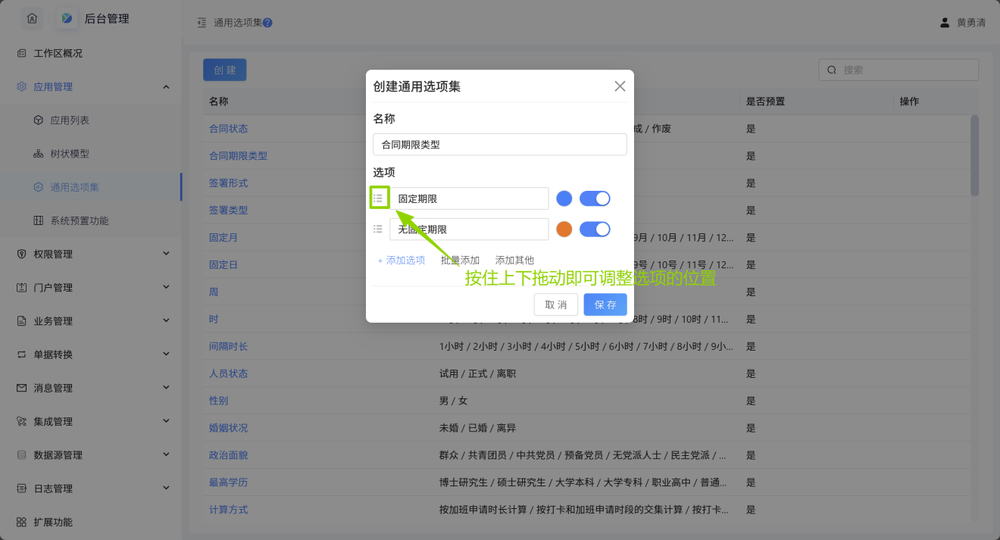 后台管理
通用选项集
黄勇清
工作区概况
应用管理
应用列表
树状模型
通用选项集
系统预置功能
权限管理
门户管理
业务管理
单据转换
消息管理
集成管理
数据源管理
日志管理
扩展功能
创 建
搜索
名称
是否预置
操作
合同状态
成 / 作废
是
合同期限类型
是
签署形式
是
签署类型
是
固定月
9月 / 10月 / 11月 / 12...
是
固定日
9号 / 10号 / 11号 / 12...
是
周
是
时
8时 / 9时 / 10时 / 11...
是
间隔时长
1小时 / 2小时 / 3小时 / 4小时 / 5小时 / 6小时 / 7小时 / 8小时 / 9小...
是
人员状态
试用 / 正式 / 离职
是
性别
男 / 女
是
婚姻状况
未婚 / 已婚 / 离异
是
政治面貌
群众 / 共青团员 / 中共党员 / 预备党员 / 无党派人士 / 民主党派 / ...
是
最高学历
博士研究生 / 硕士研究生 / 大学本科 / 大学专科 / 职业高中 / 普通...
是
计算方式
按加班申请时长计算 / 按打卡和加班申请时段的交集计算 / 按打卡...
是
创建通用选项集
名称
合同期限类型
选项
固定期限
无固定期限
+ 添加选项
批量添加
添加其他
按住上下拖动即可调整选项的位置
取 消
保 存